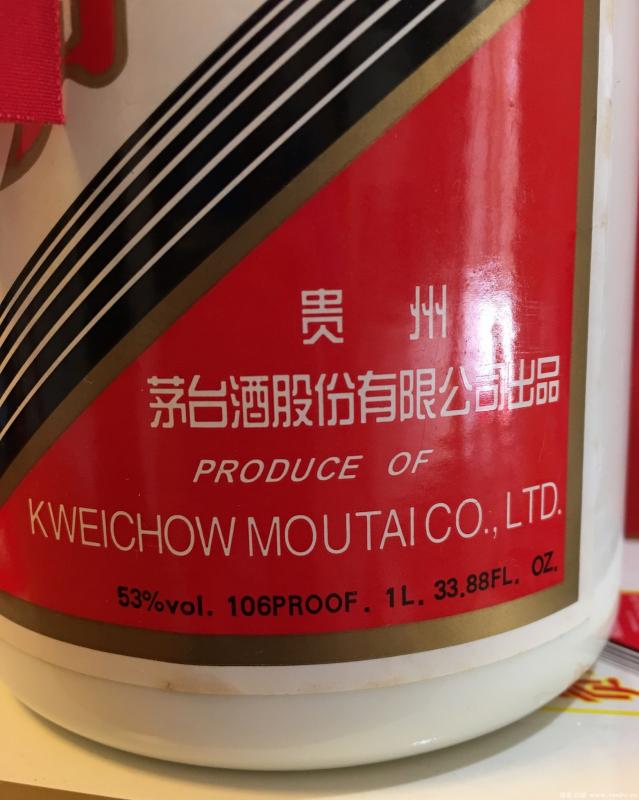 贵州
茅台酒股份有限公司出品
PRODUCE OF
KWEICHOW MOUTAI CO., LTD.
53%vol. 106PROOF. 1L. 33.88FL. OZ.